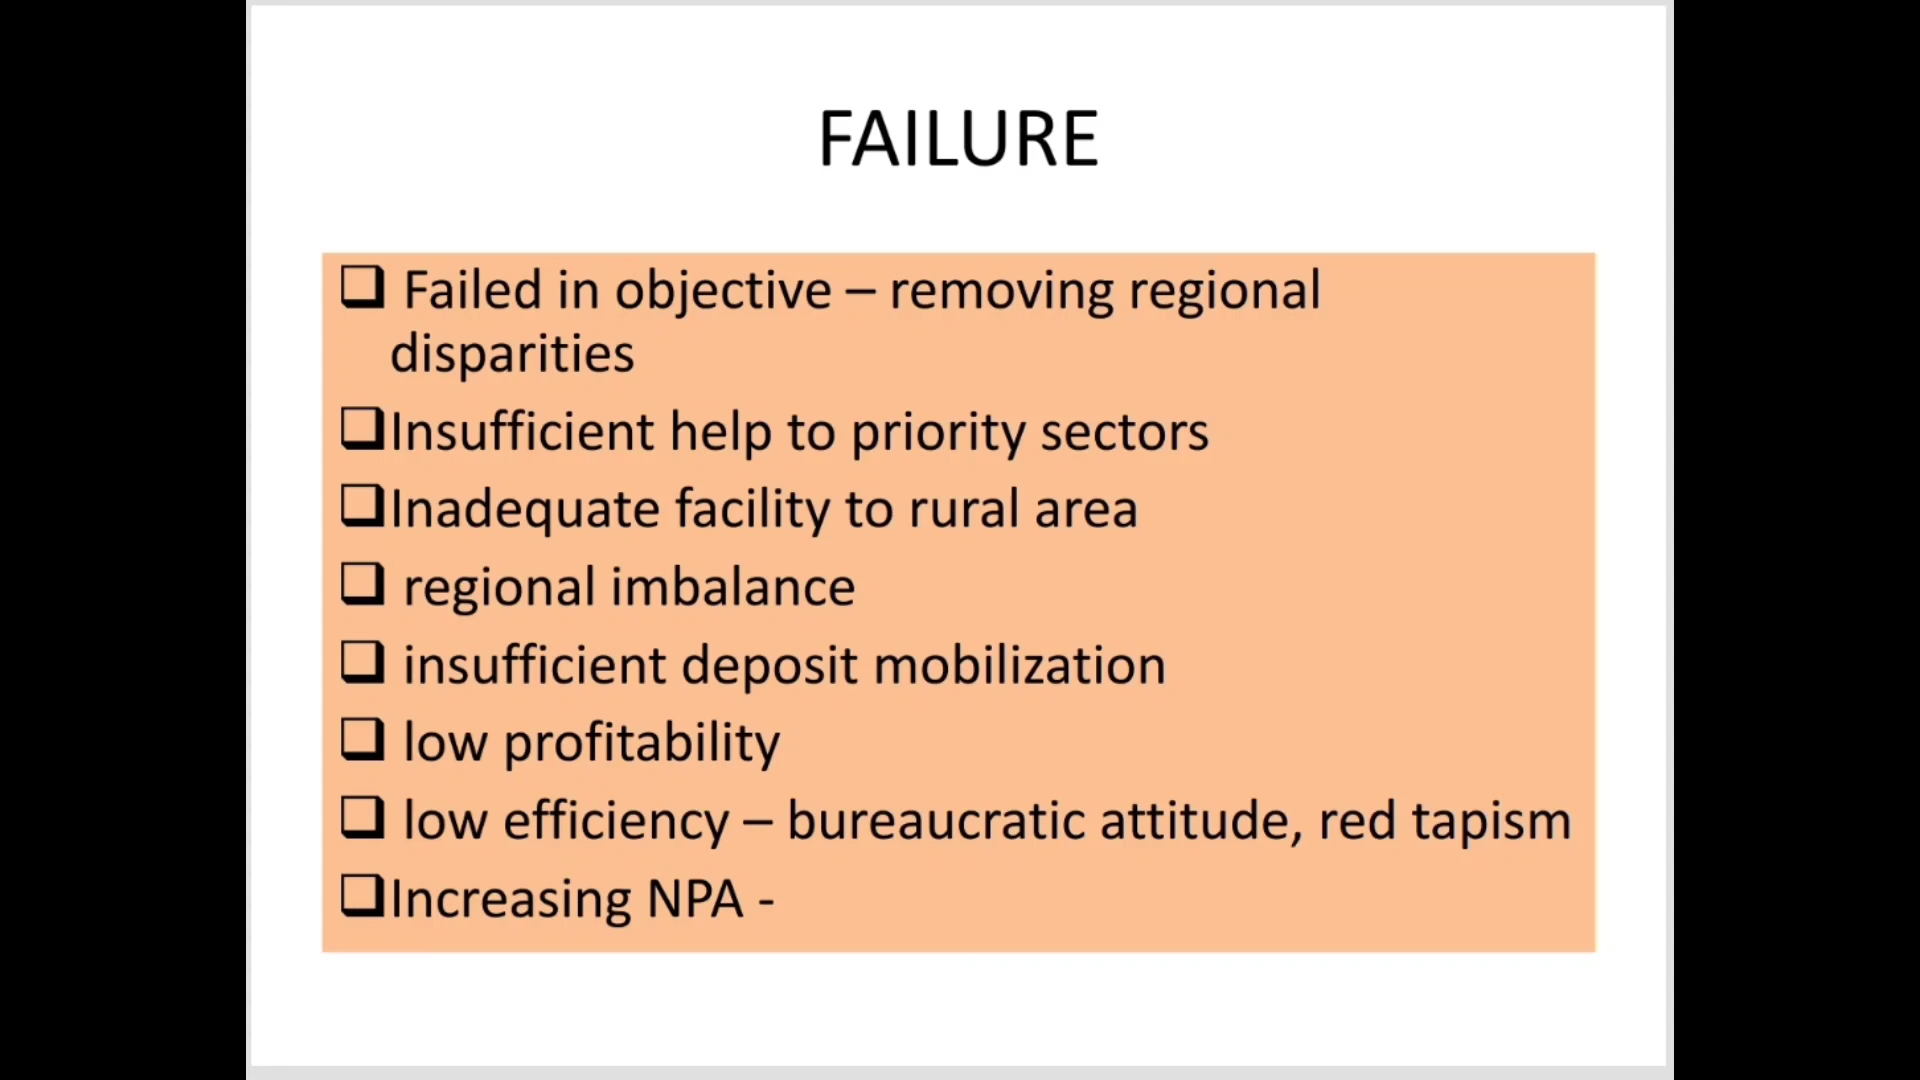 FAILURE
❑ Failed in objective – removing regional
disparities
❑Insufficient help to priority sectors
❑Inadequate facility to rural area
❑ regional imbalance
❑ insufficient deposit mobilization
❑ low profitability
❑ low efficiency – bureaucratic attitude, red tapism
❑Increasing NPA -